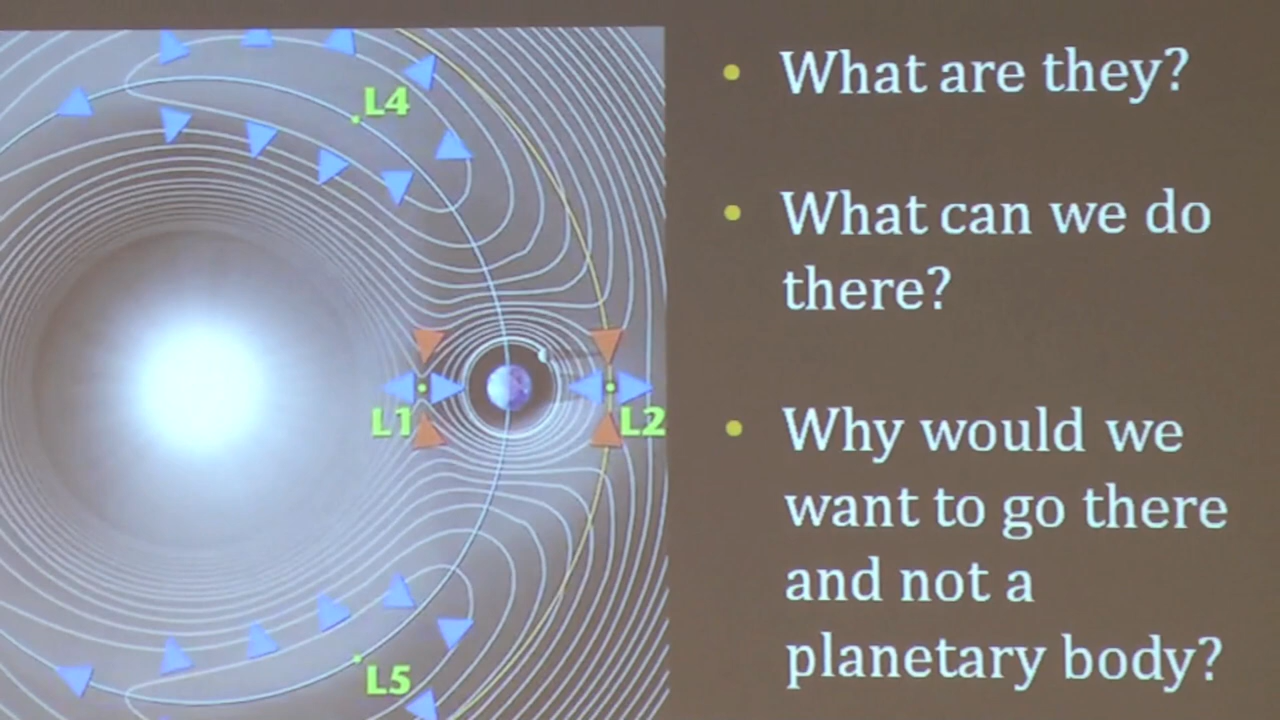 L4
L1
L2
L5
• What are they?
• What can we do
there?
• Why would we
want to go there
and not a
planetary body?